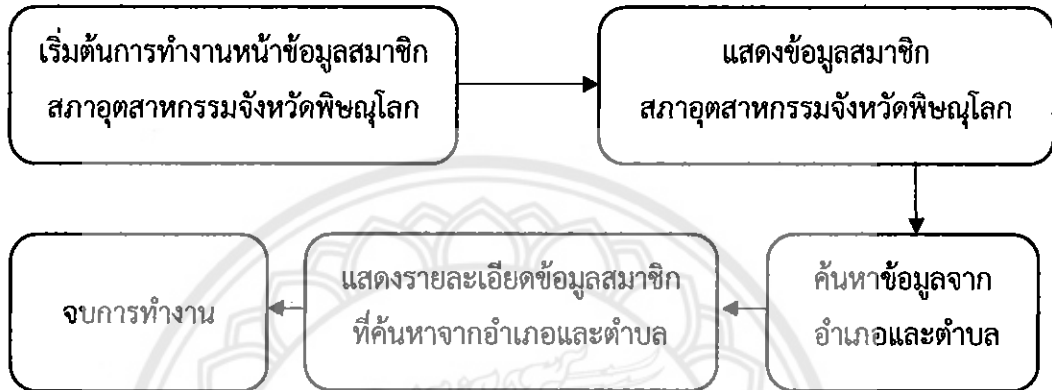 เริ่มต้นการทำงานหน้าข้อมูลสมาชิก
สภาอุตสาหกรรมจังหวัดพิษณุโลก
แสดงข้อมูลสมาชิก
สภาอุตสาหกรรมจังหวัดพิษณุโลก
ค้นหาข้อมูลจาก
อำเภอและตำบล
แสดงรายละเอียดข้อมูลสมาชิก
ที่ค้นหาจากอำเภอและตำบล
จบการทำงาน